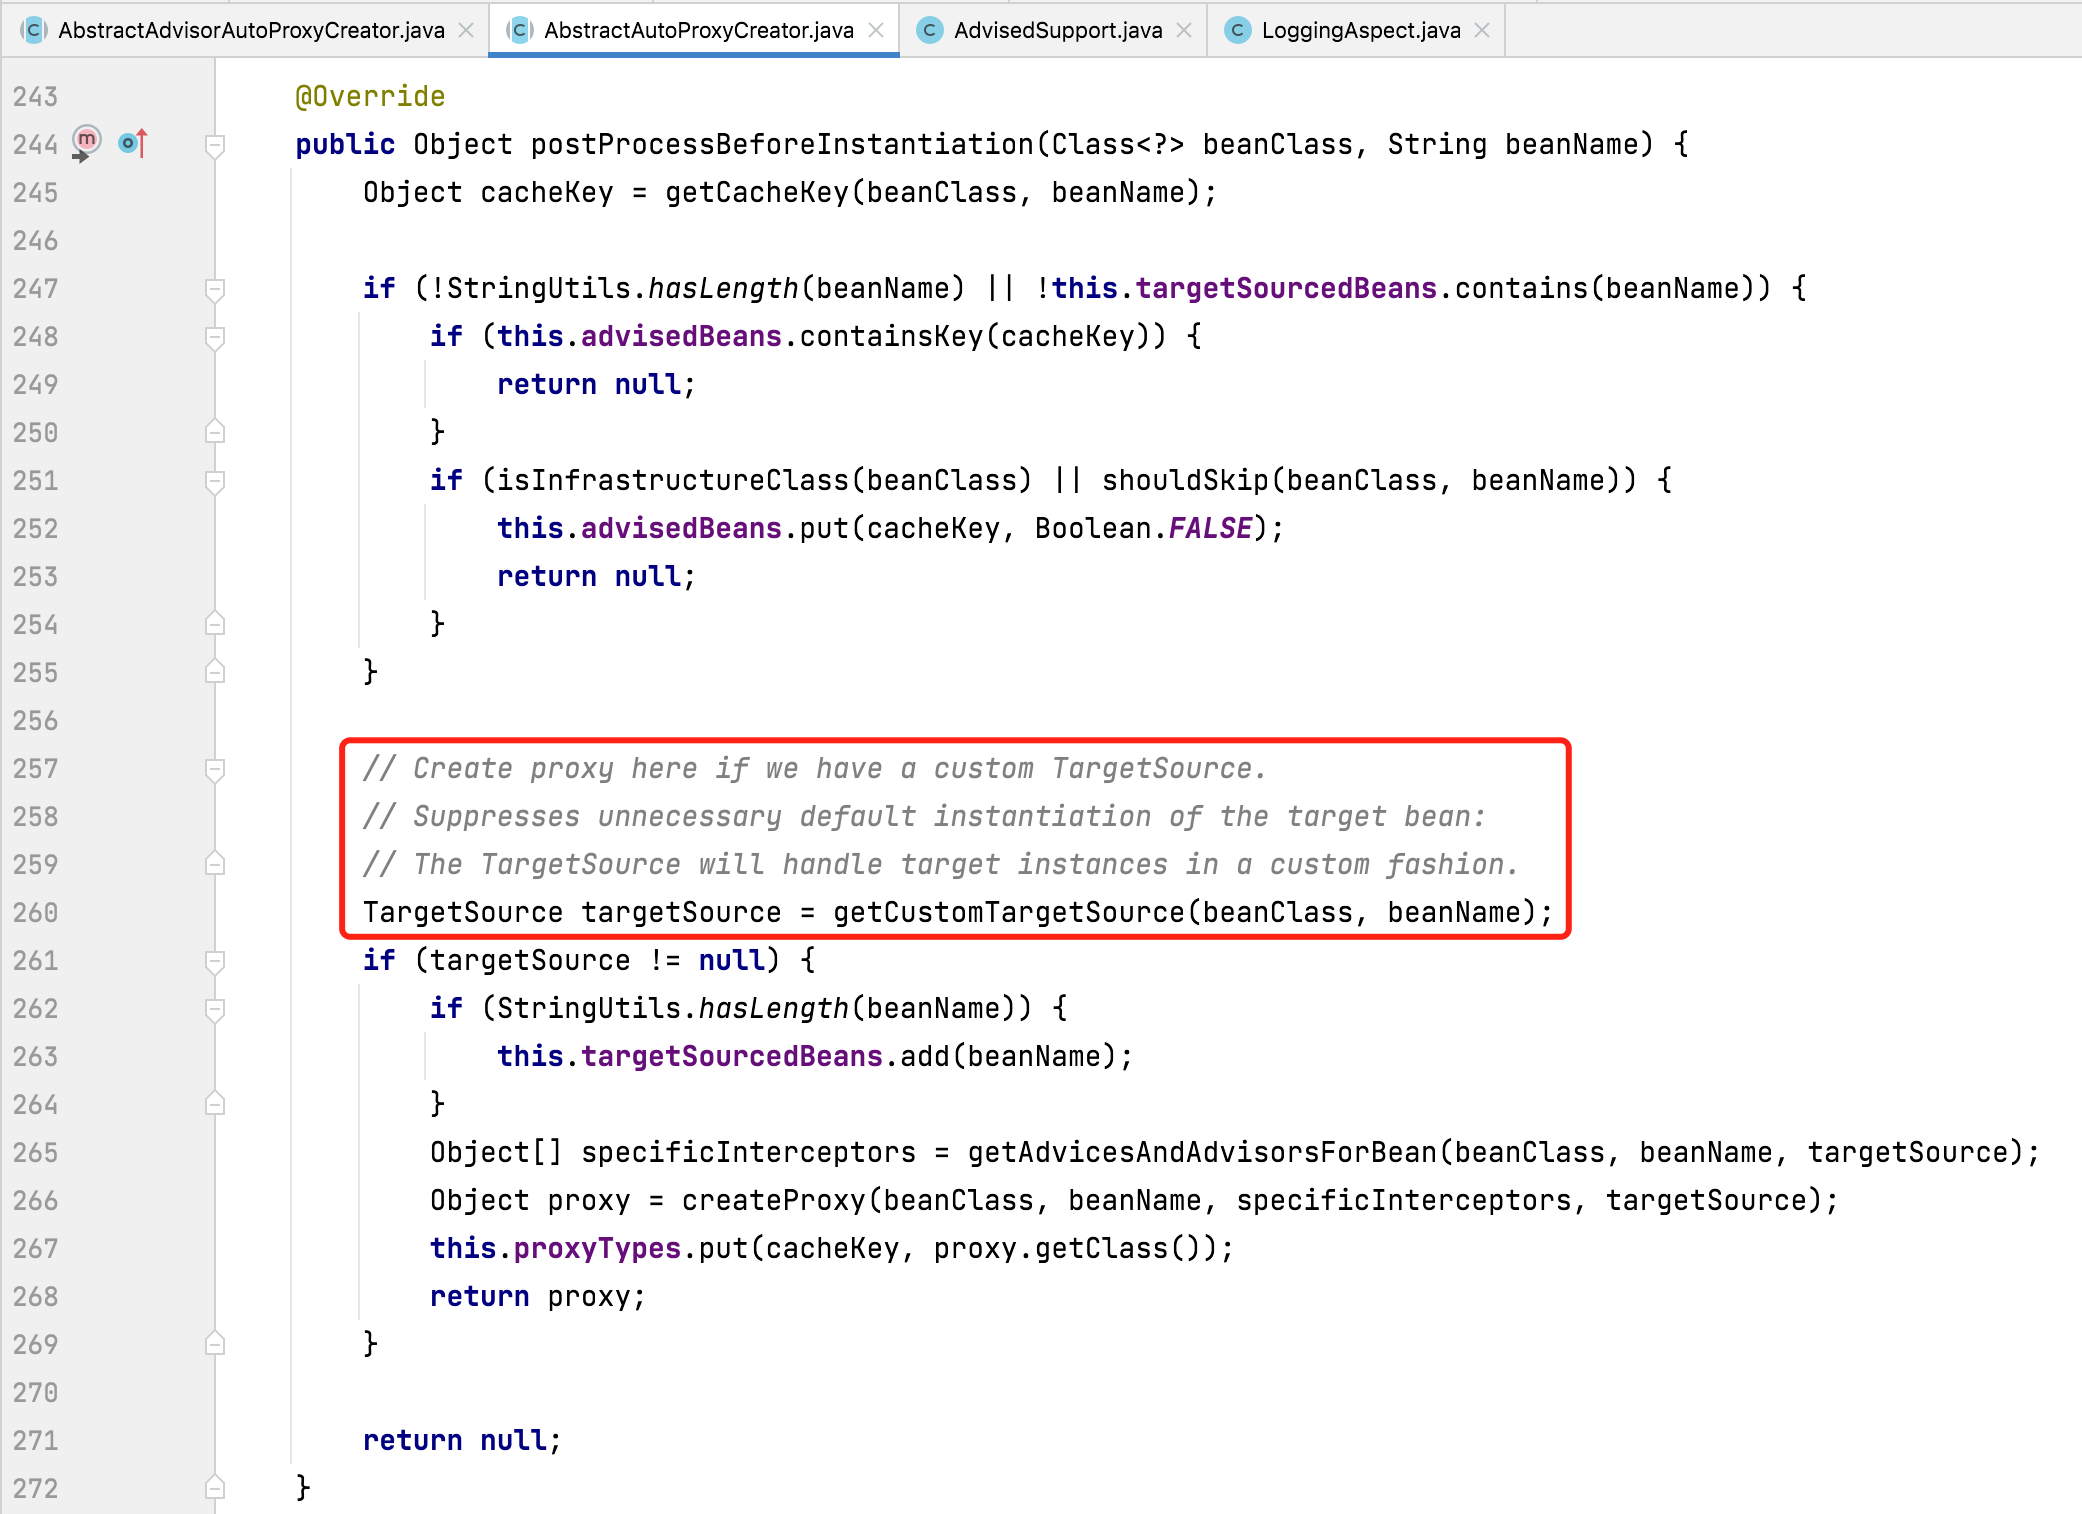 AbstractAdvisorAutoProxyCreator.java AbstractAutoProxyCreator.java AdvisedSupport.java LoggingAspect.java
243 @Override
244 public Object postProcessBeforeInstantiation(Class<?> beanClass, String beanName) {
245 Object cacheKey = getCacheKey(beanClass, beanName);
246
247 if (!StringUtils.hasLength(beanName) || !this.targetSourcedBeans.contains(beanName)) {
248 if (this.advisedBeans.containsKey(cacheKey)) {
249 return null;
250 }
251 if (isInfrastructureClass(beanClass) || shouldSkip(beanClass, beanName)) {
252 this.advisedBeans.put(cacheKey, Boolean.FALSE);
253 return null;
254 }
255 }
256
257 // Create proxy here if we have a custom TargetSource.
258 // Suppresses unnecessary default instantiation of the target bean:
259 // The TargetSource will handle target instances in a custom fashion.
260 TargetSource targetSource = getCustomTargetSource(beanClass, beanName);
261 if (targetSource != null) {
262 if (StringUtils.hasLength(beanName)) {
263 this.targetSourcedBeans.add(beanName);
264 }
265 Object[] specificInterceptors = getAdvicesAndAdvisorsForBean(beanClass, beanName, targetSource);
266 Object proxy = createProxy(beanClass, beanName, specificInterceptors, targetSource);
267 this.proxyTypes.put(cacheKey, proxy.getClass());
268 return proxy;
269 }
270
271 return null;
272 }